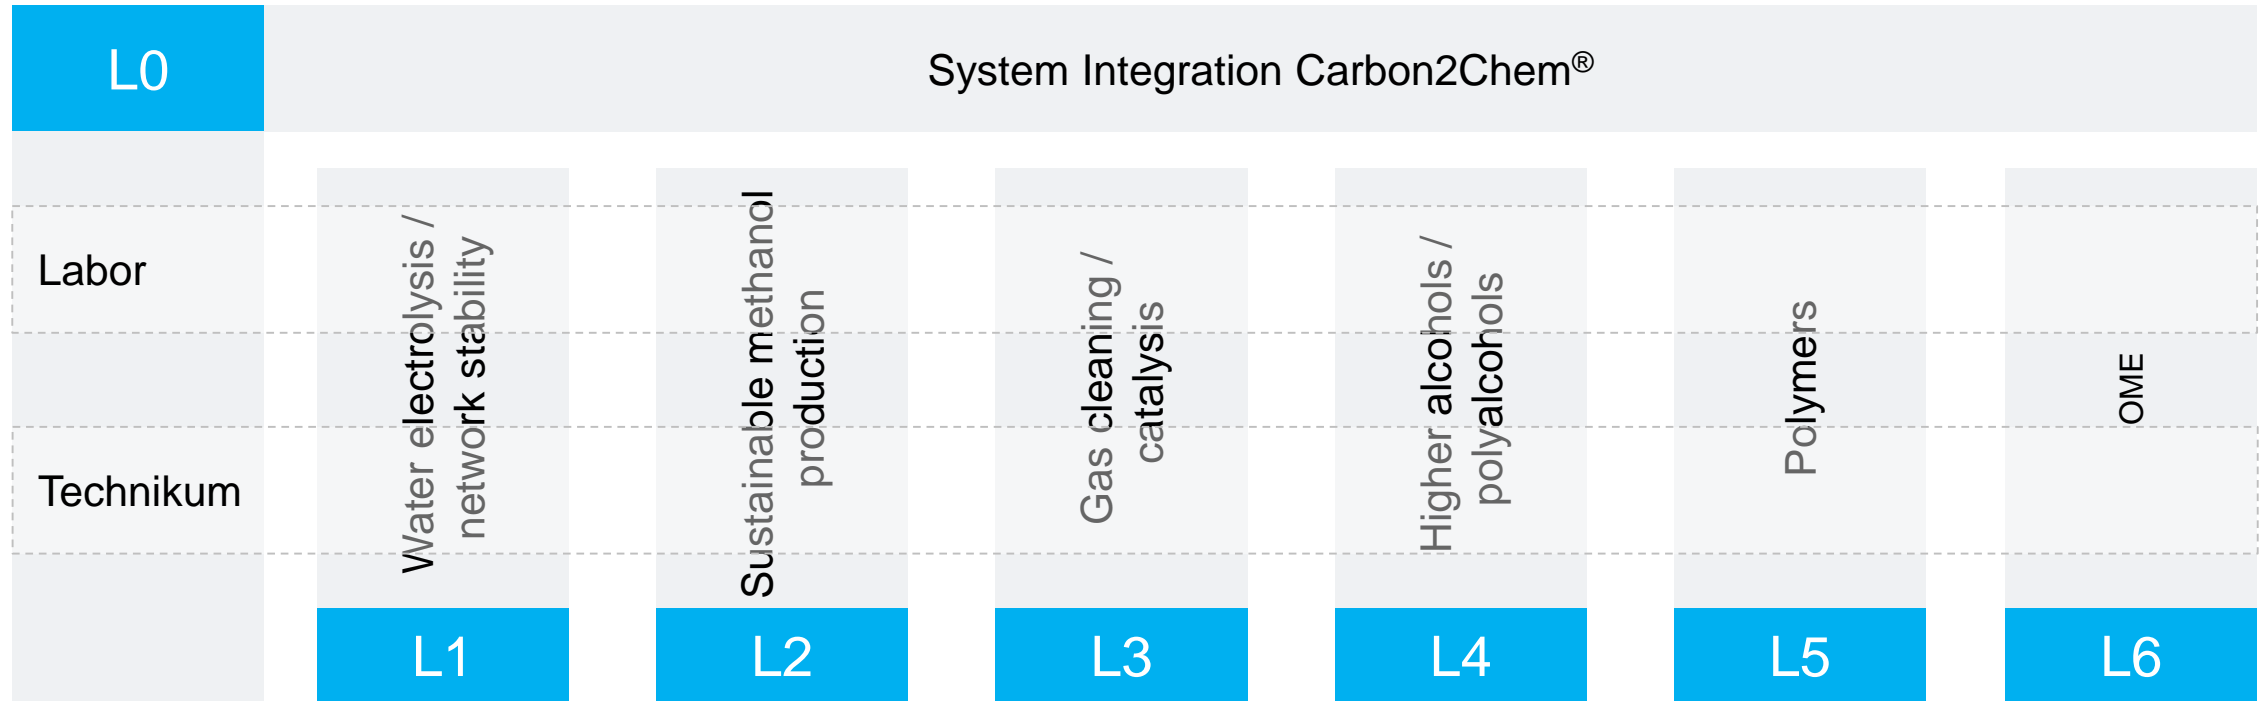 L0
System Integration Carbon2Chem®
Labor
Technikum
Water electrolysis /
network stability
Sustainable methanol
production
Gas cleaning /
catalysis
Higher alcohols /
polyalcohols
Polymers
OME
L1
L2
L3
L4
L5
L6